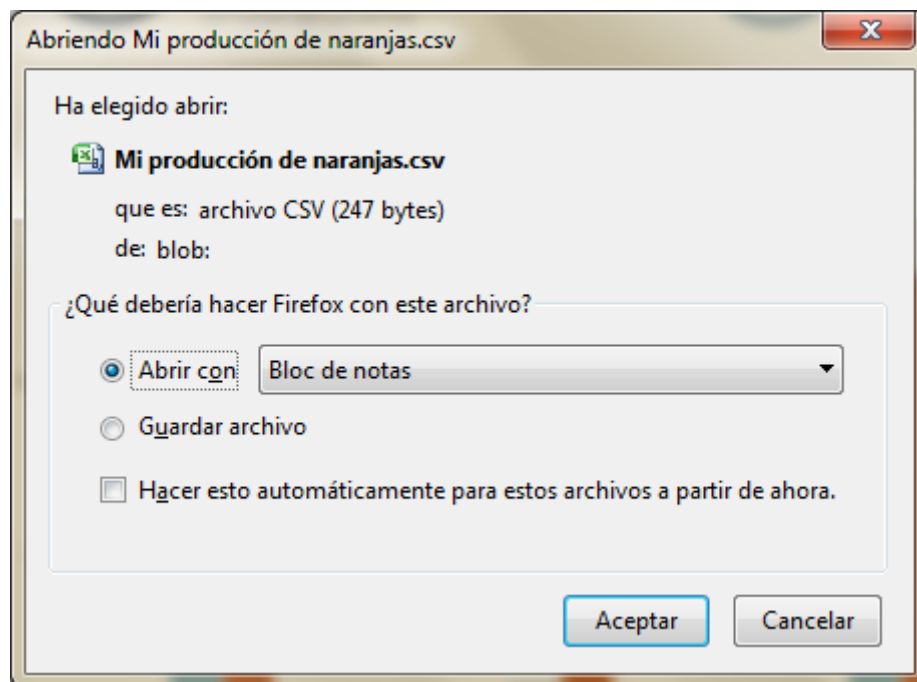 Abriendo Mi producción de naranjas.csv
Ha elegido abrir:
Mi producción de naranjas.csv
que es: archivo CSV (247 bytes)
de: blob:
¿Qué debería hacer Firefox con este archivo?
Abrir con Bloc de notas
Guardar archivo
Hacer esto automáticamente para estos archivos a partir de ahora.
Aceptar Cancelar